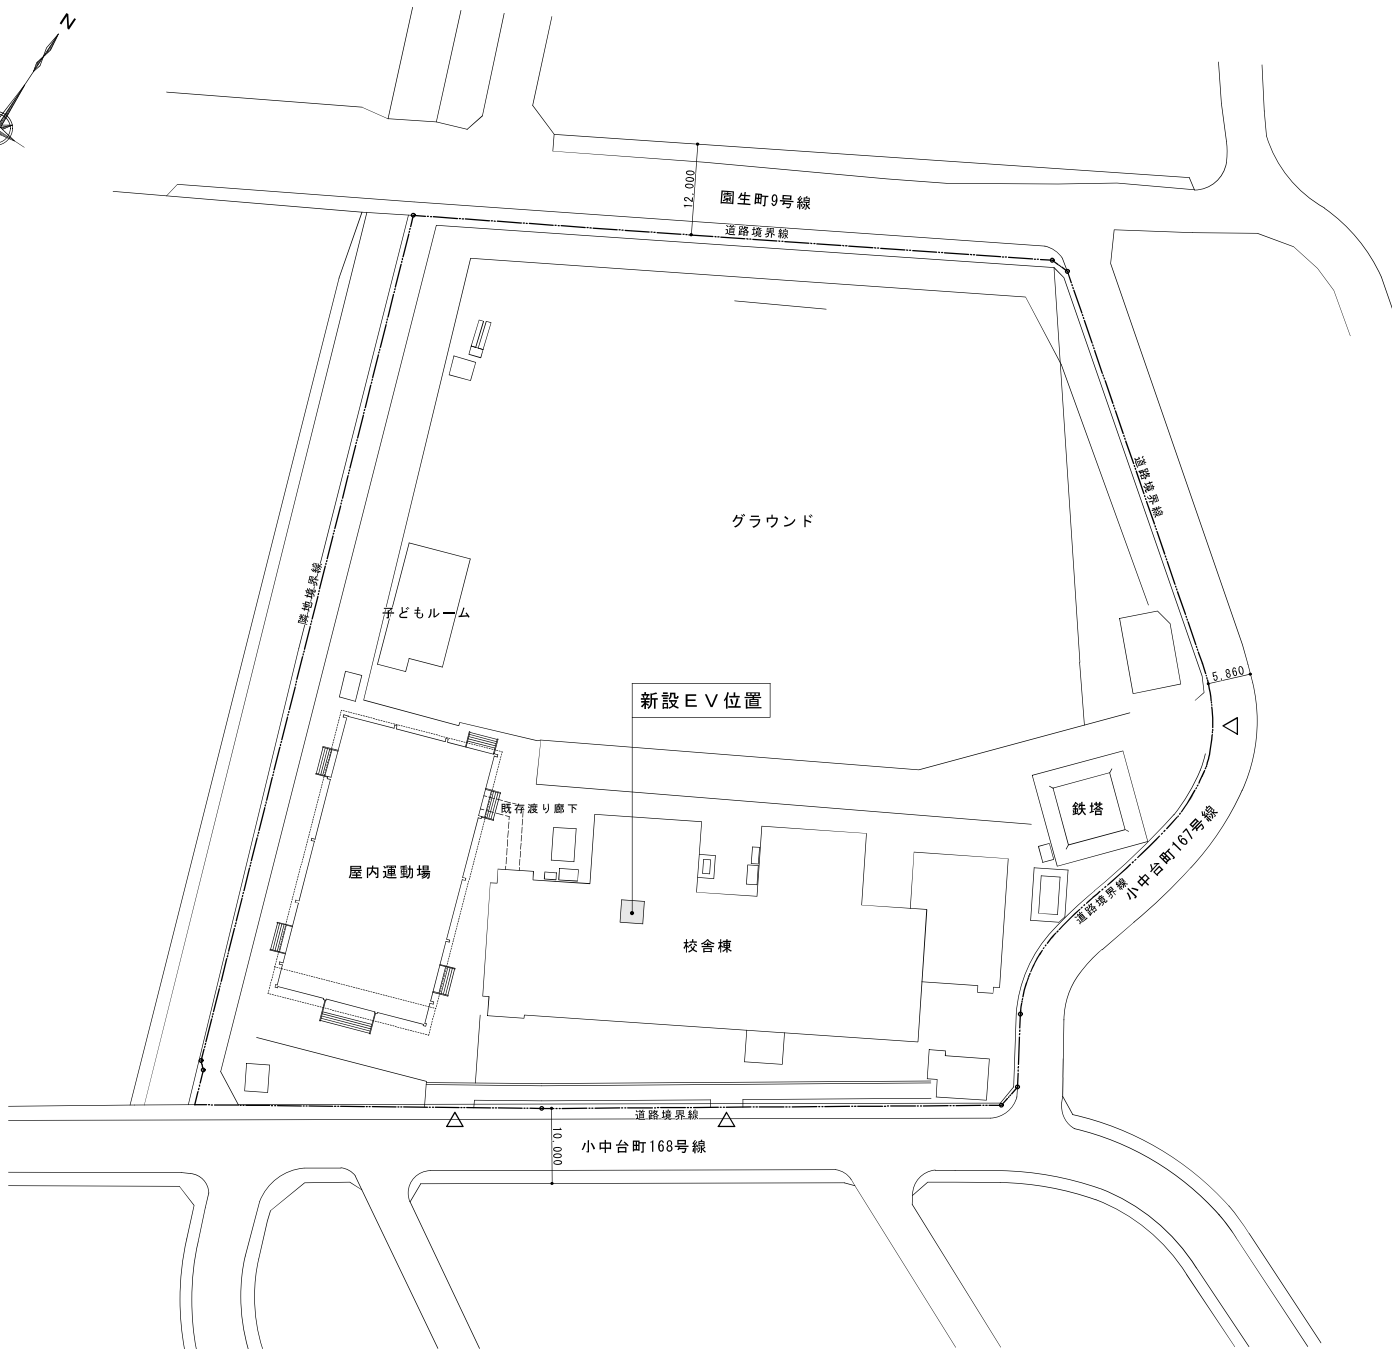 N
12,000
園生町9号線
道路境界線
道路境界線
グラウンド
隣地境界線
子どもルーム
5,860
新設EV位置
既存渡り廊下
鉄塔
小中台町167号線
道路境界線
屋内運動場
校舎棟
道路境界線
10,000
小中台町168号線